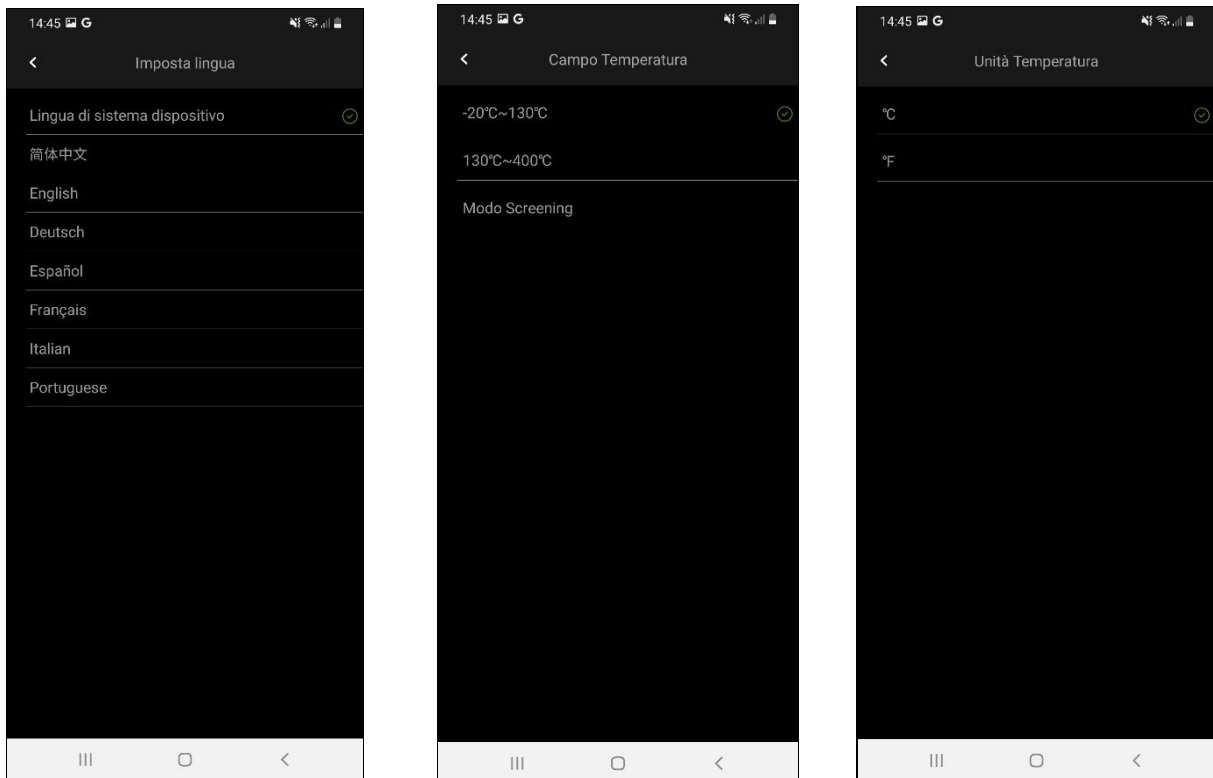 14:45 G
Imposta lingua
Lingua di sistema dispositivo
简体中文
English
Deutsch
Español
Français
Italian
Portuguese
14:45 G
Campo Temperatura
-20℃~130℃
130℃~400℃
Modo Screening
14:45 G
Unità Temperatura
℃
℉